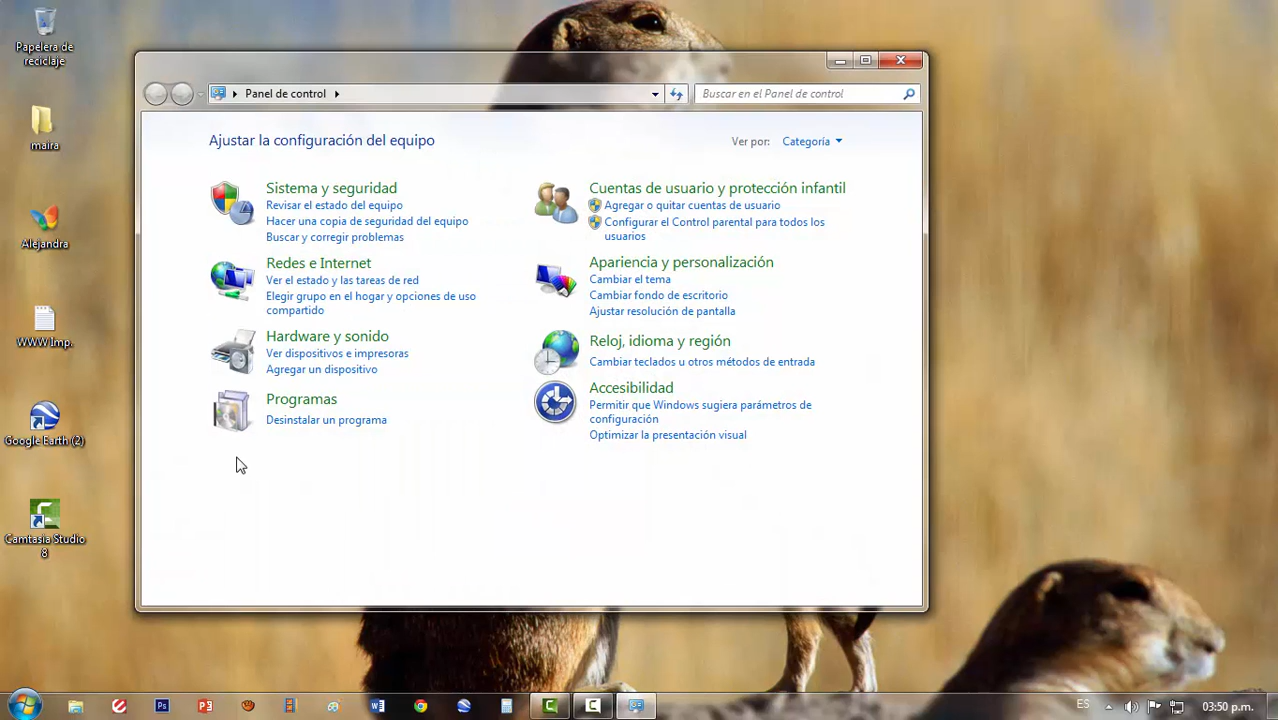 Papelera de
reciclaje
maira
Alejandra
WWW Imp.
Google Earth (2)
Camtasia Studio
8
Panel de control
Buscar en el Panel de control
Ajustar la configuración del equipo
Ver por: Categoría
Sistema y seguridad
Revisar el estado del equipo
Hacer una copia de seguridad del equipo
Buscar y corregir problemas
Redes e Internet
Ver el estado y las tareas de red
Elegir grupo en el hogar y opciones de uso
compartido
Hardware y sonido
Ver dispositivos e impresoras
Agregar un dispositivo
Programas
Desinstalar un programa
Cuentas de usuario y protección infantil
Agregar o quitar cuentas de usuario
Configurar el Control parental para todos los
usuarios
Apariencia y personalización
Cambiar el tema
Cambiar fondo de escritorio
Ajustar resolución de pantalla
Reloj, idioma y región
Cambiar teclados u otros métodos de entrada
Accesibilidad
Permitir que Windows sugiera parámetros de
configuración
Optimizar la presentación visual
Ps
ES
03:50 p.m.